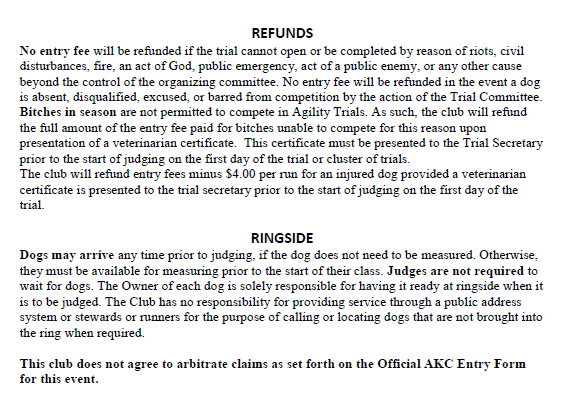 REFUNDS
No entry fee will be refunded if the trial cannot open or be completed by reason of riots, civil
disturbances, fire, an act of God, public emergency, act of a public enemy, or any other cause
beyond the control of the organizing committee. No entry fee will be refunded in the event a dog
is absent, disqualified, excused, or barred from competition by the action of the Trial Committee.
Bitches in season are not permitted to compete in Agility Trials. As such, the club will refund
the full amount of the entry fee paid for bitches unable to compete for this reason upon
presentation of a veterinarian certificate. This certificate must be presented to the Trial Secretary
prior to the start of judging on the first day of the trial or cluster of trials.
The club will refund entry fees minus $4.00 per run for an injured dog provided a veterinarian
certificate is presented to the trial secretary prior to the start of judging on the first day of the
trial.
RINGSIDE
Dogs may arrive any time prior to judging, if the dog does not need to be measured. Otherwise,
they must be available for measuring prior to the start of their class. Judges are not required to
wait for dogs. The Owner of each dog is solely responsible for having it ready at ringside when it
is to be judged. The Club has no responsibility for providing service through a public address
system or stewards or runners for the purpose of calling or locating dogs that are not brought into
the ring when required.
This club does not agree to arbitrate claims as set forth on the Official AKC Entry Form
for this event.